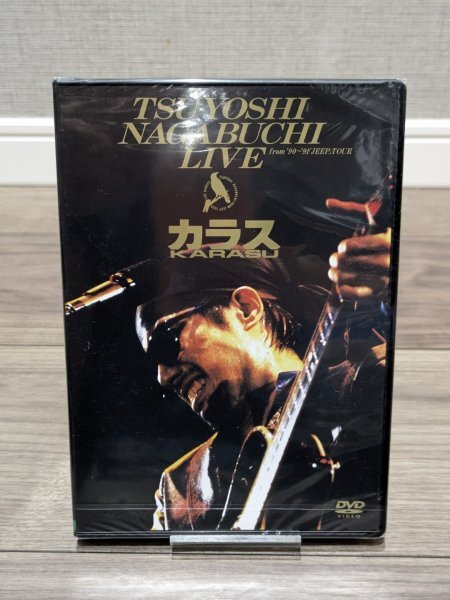 TSUYOSHI
NAGABUCHI
LIVE from '90~'91 JEEP.TOUR
カラス
KARASU
DVD
VIDEO